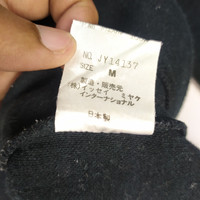 NO. JY14137
SIZE. M
製造・販売元
(株)イッセイ ミヤケ
インターナショナル
日本製